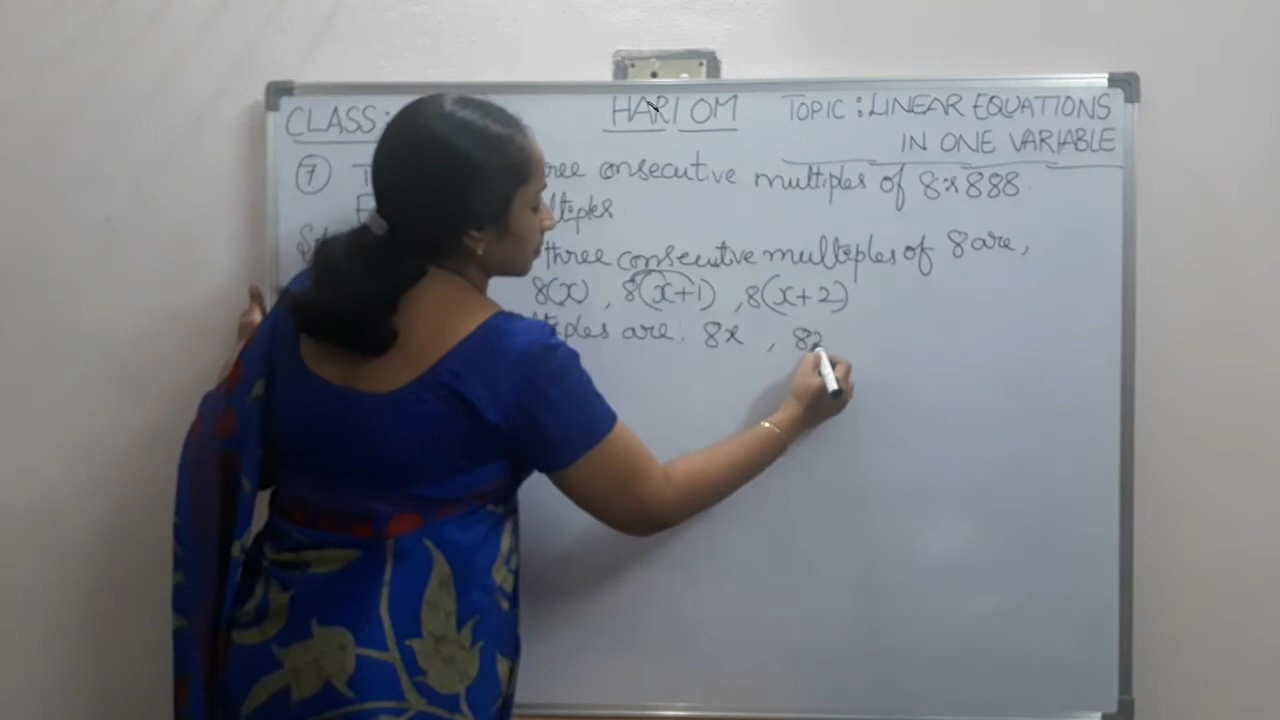 CLASS: HARI OM TOPIC: LINEAR EQUATIONS
IN ONE VARIABLE
7 consecutive multiples of 8 is 888
three consecutive multiples of 8 are,
8(x), 8(x+1), 8(x+2)
are: 8x, 8